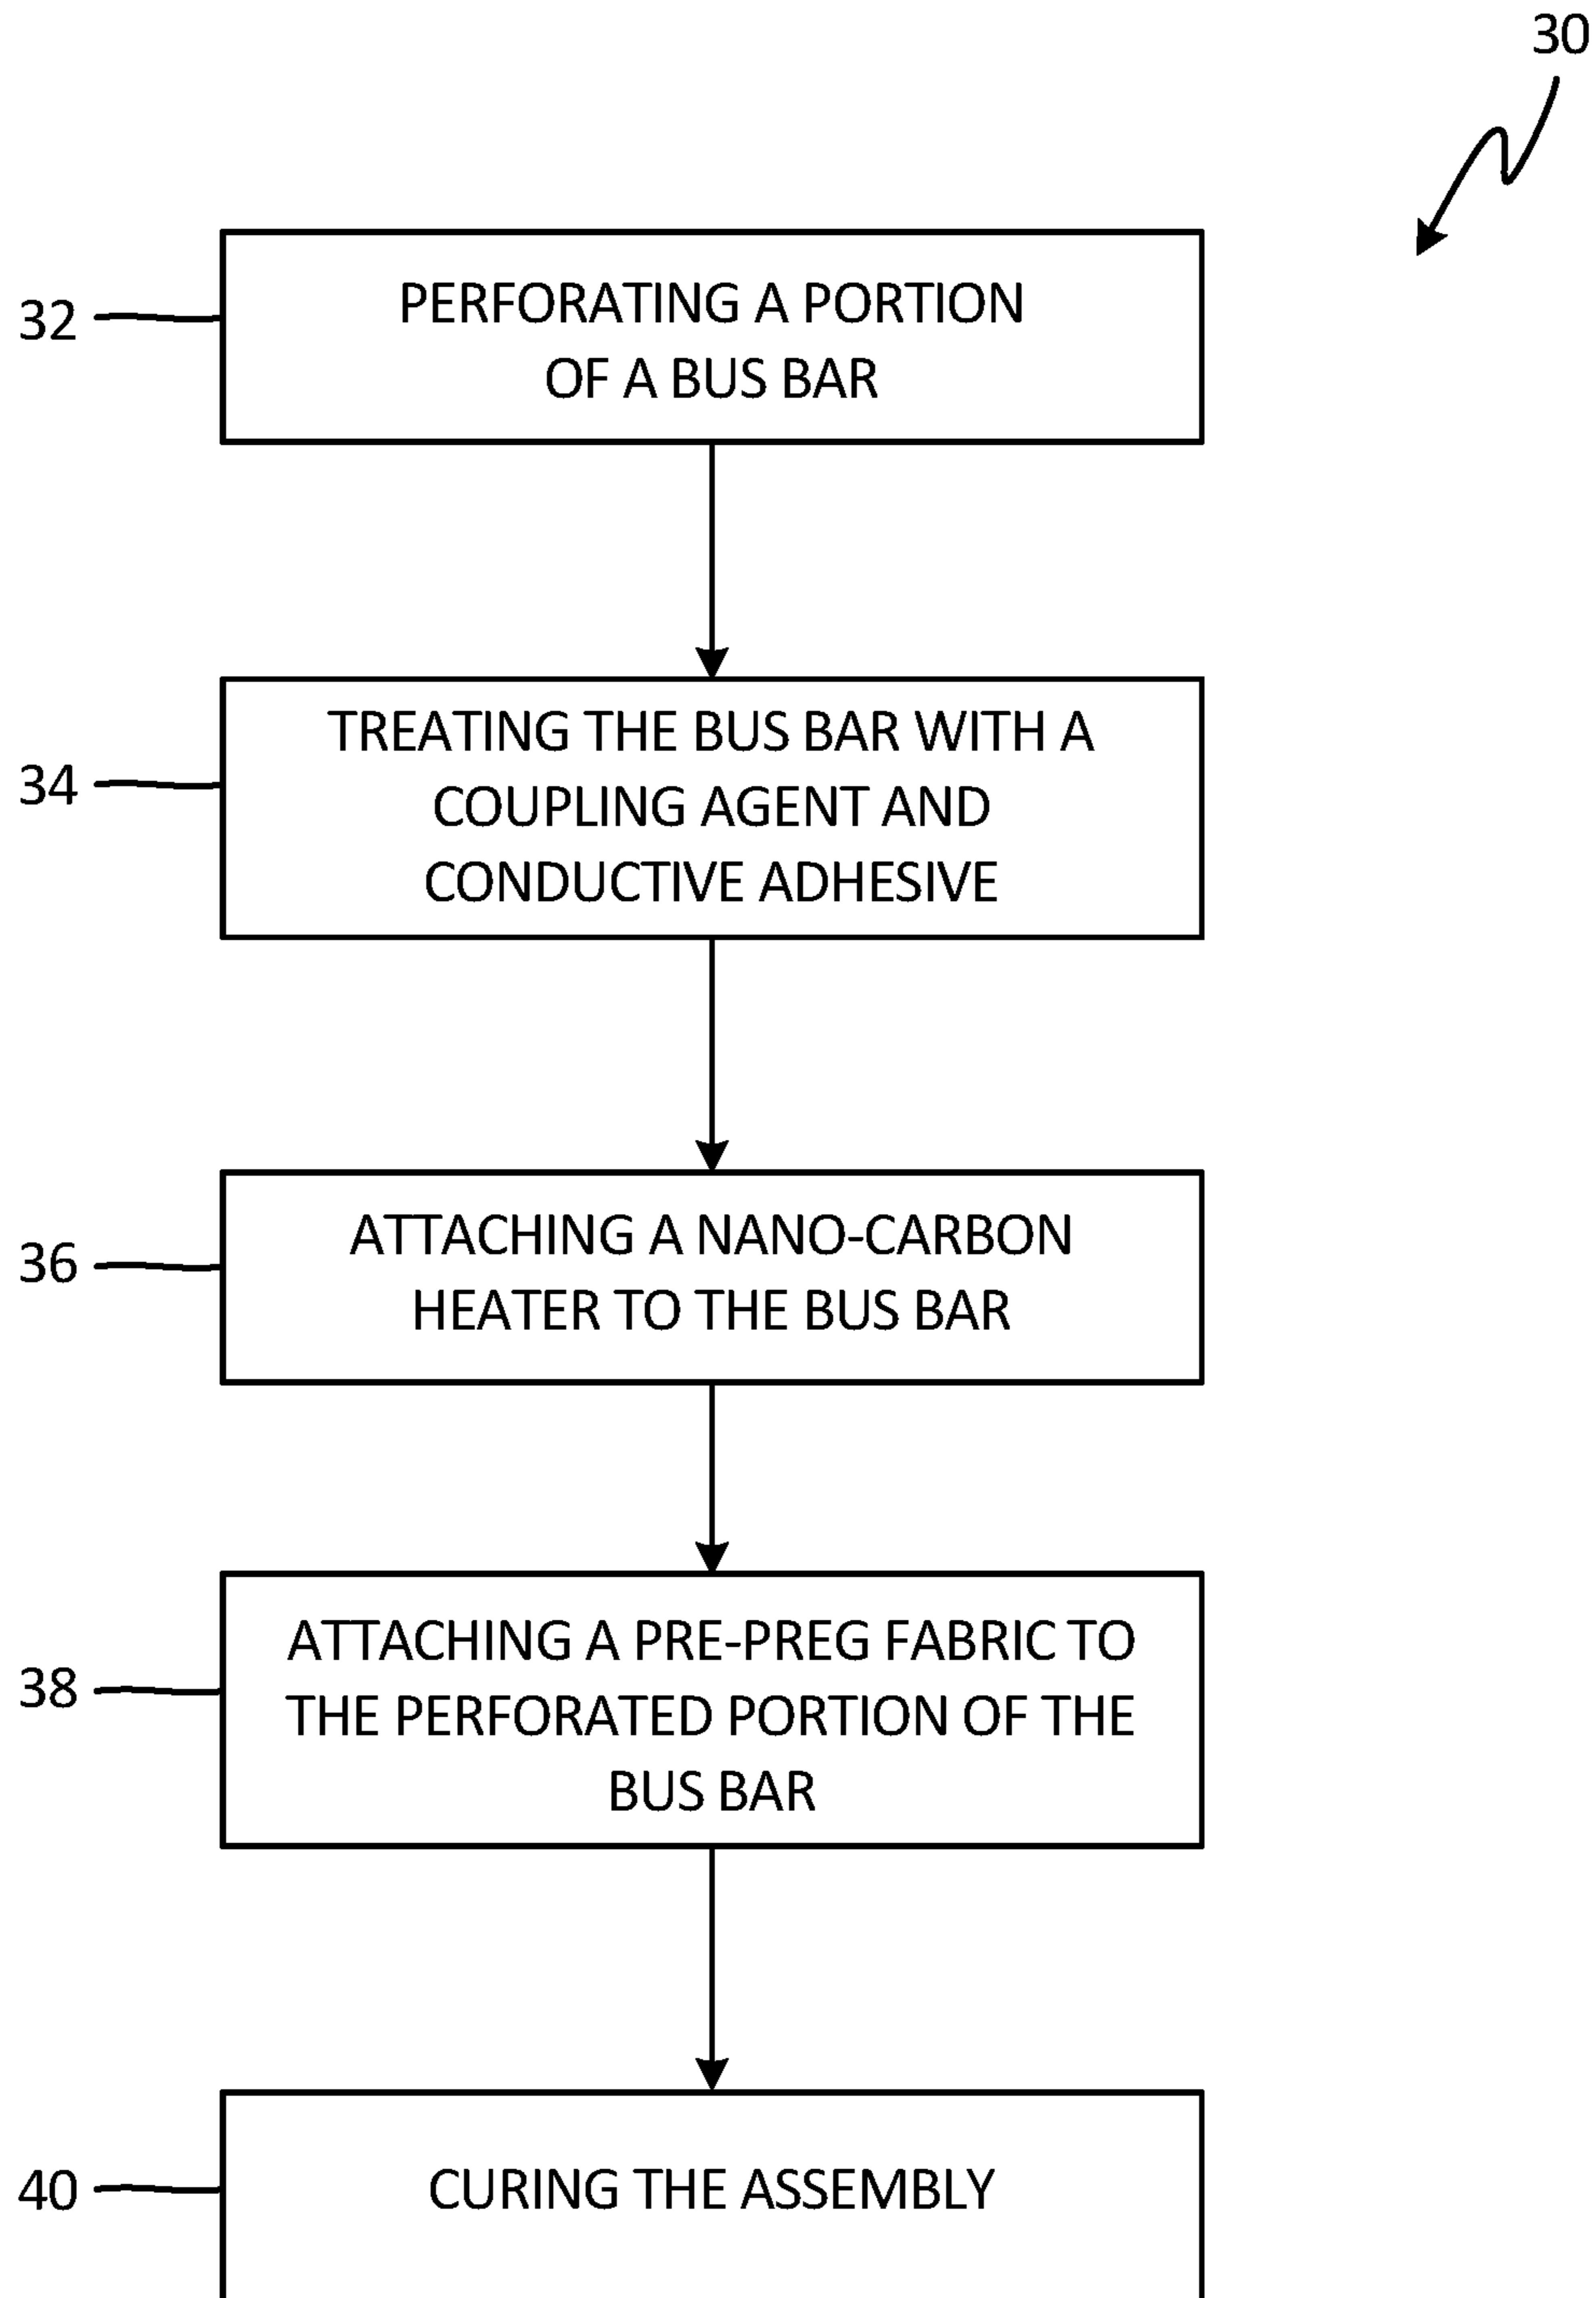 30
32
PERFORATING A PORTION
OF A BUS BAR
34
TREATING THE BUS BAR WITH A
COUPLING AGENT AND
CONDUCTIVE ADHESIVE
36
ATTACHING A NANO-CARBON
HEATER TO THE BUS BAR
38
ATTACHING A PRE-PREG FABRIC TO
THE PERFORATED PORTION OF THE
BUS BAR
40
CURING THE ASSEMBLY